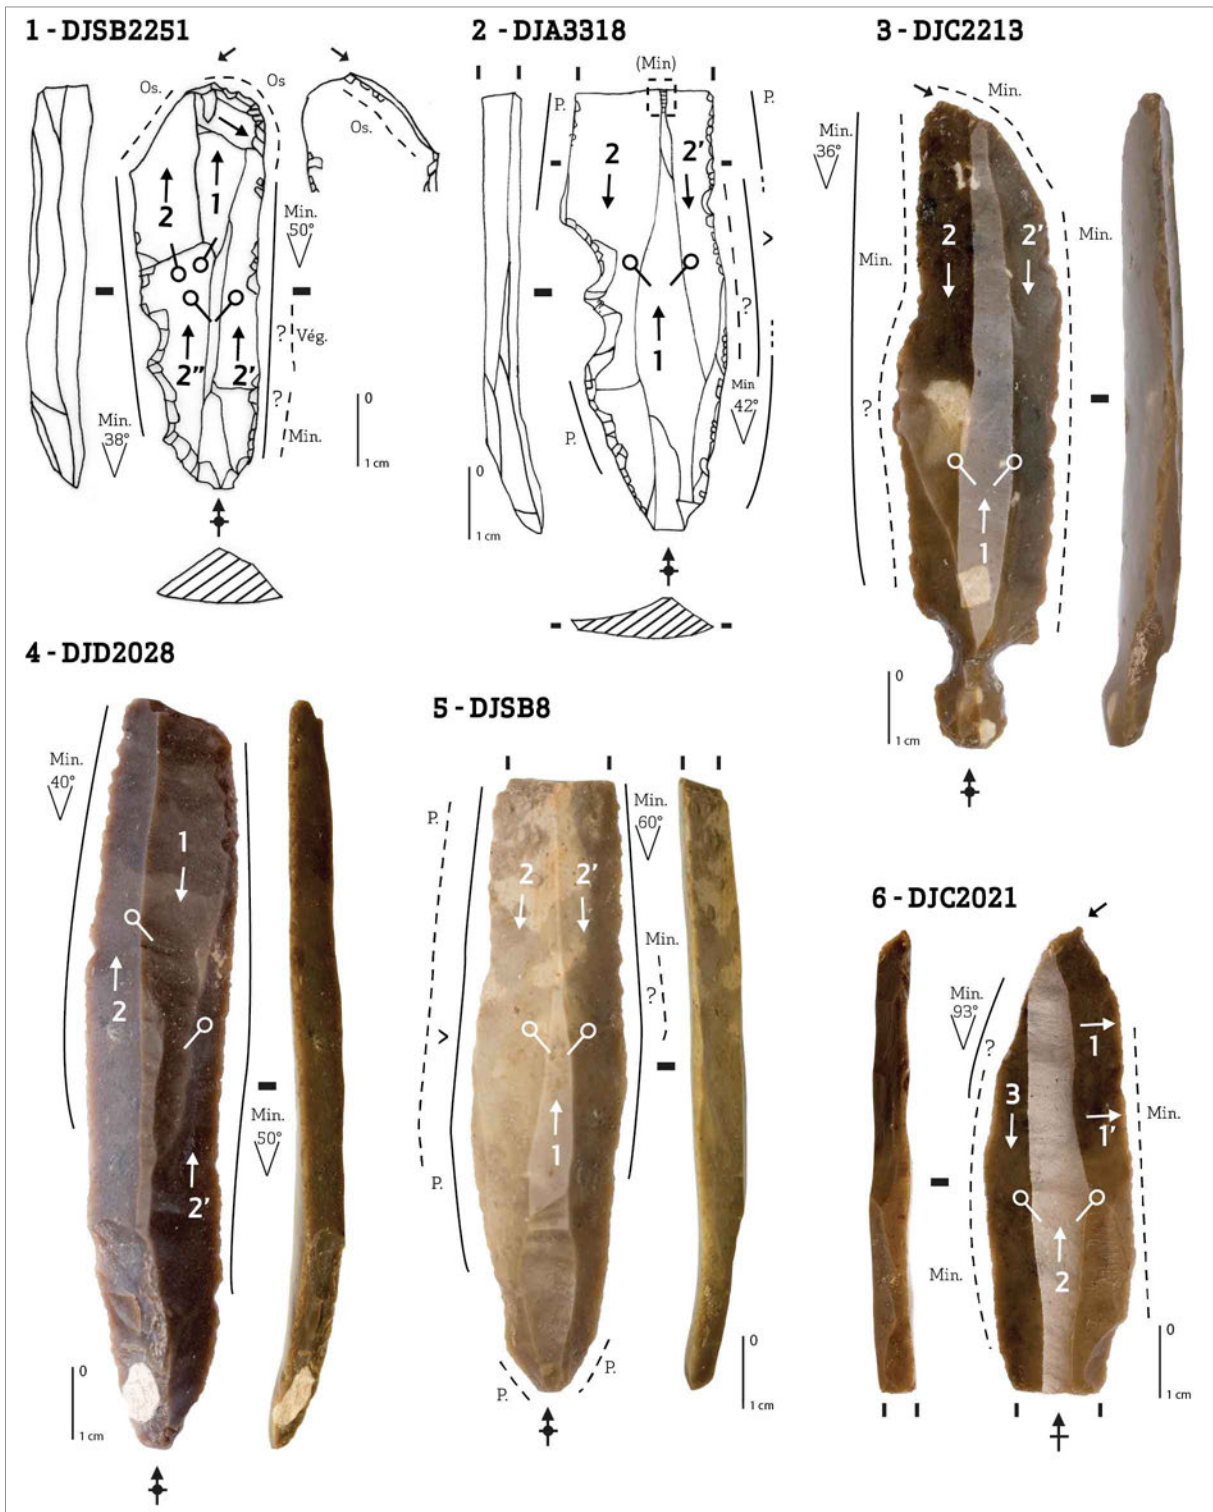 1 - DJSB2251
Os.
Os
Os.
2
1
Min.
50°
?
Vég.
2"
2'
?
Min.
Min.
38°
0
1 cm
2 - DJA3318
(Min)
P.
P.
2
2'
>
?
1
Min
42°
P.
0
1 cm
3 - DJC2213
Min.
Min.
36°
Min.
Min.
2
2'
?
1
0
1 cm
4 - DJD2028
Min.
40°
1
2
Min.
50°
2'
0
1 cm
5 - DJSB8
P.
Min.
60°
2
2'
Min.
?
>
1
P.
P.
P.
0
1 cm
6 - DJC2021
Min.
93°
?
1
3
1'
Min.
2
Min.
0
1 cm